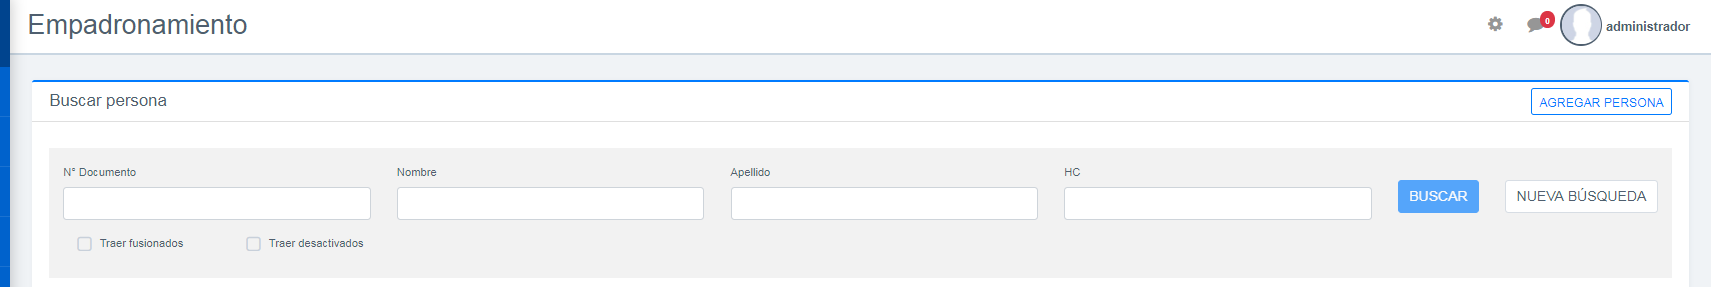 Empadronamiento
0
administrador
Buscar persona
AGREGAR PERSONA
N° Documento
Nombre
Apellido
HC
BUSCAR
NUEVA BÚSQUEDA
Traer fusionados
Traer desactivados